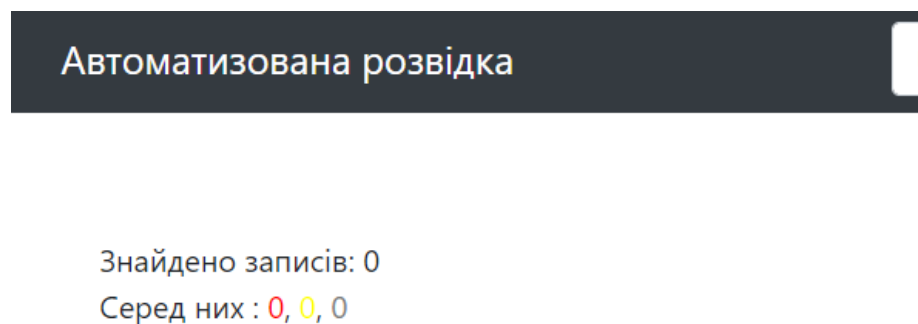 Автоматизована розвідка
Знайдено записів: 0
Серед них : 0, 0, 0